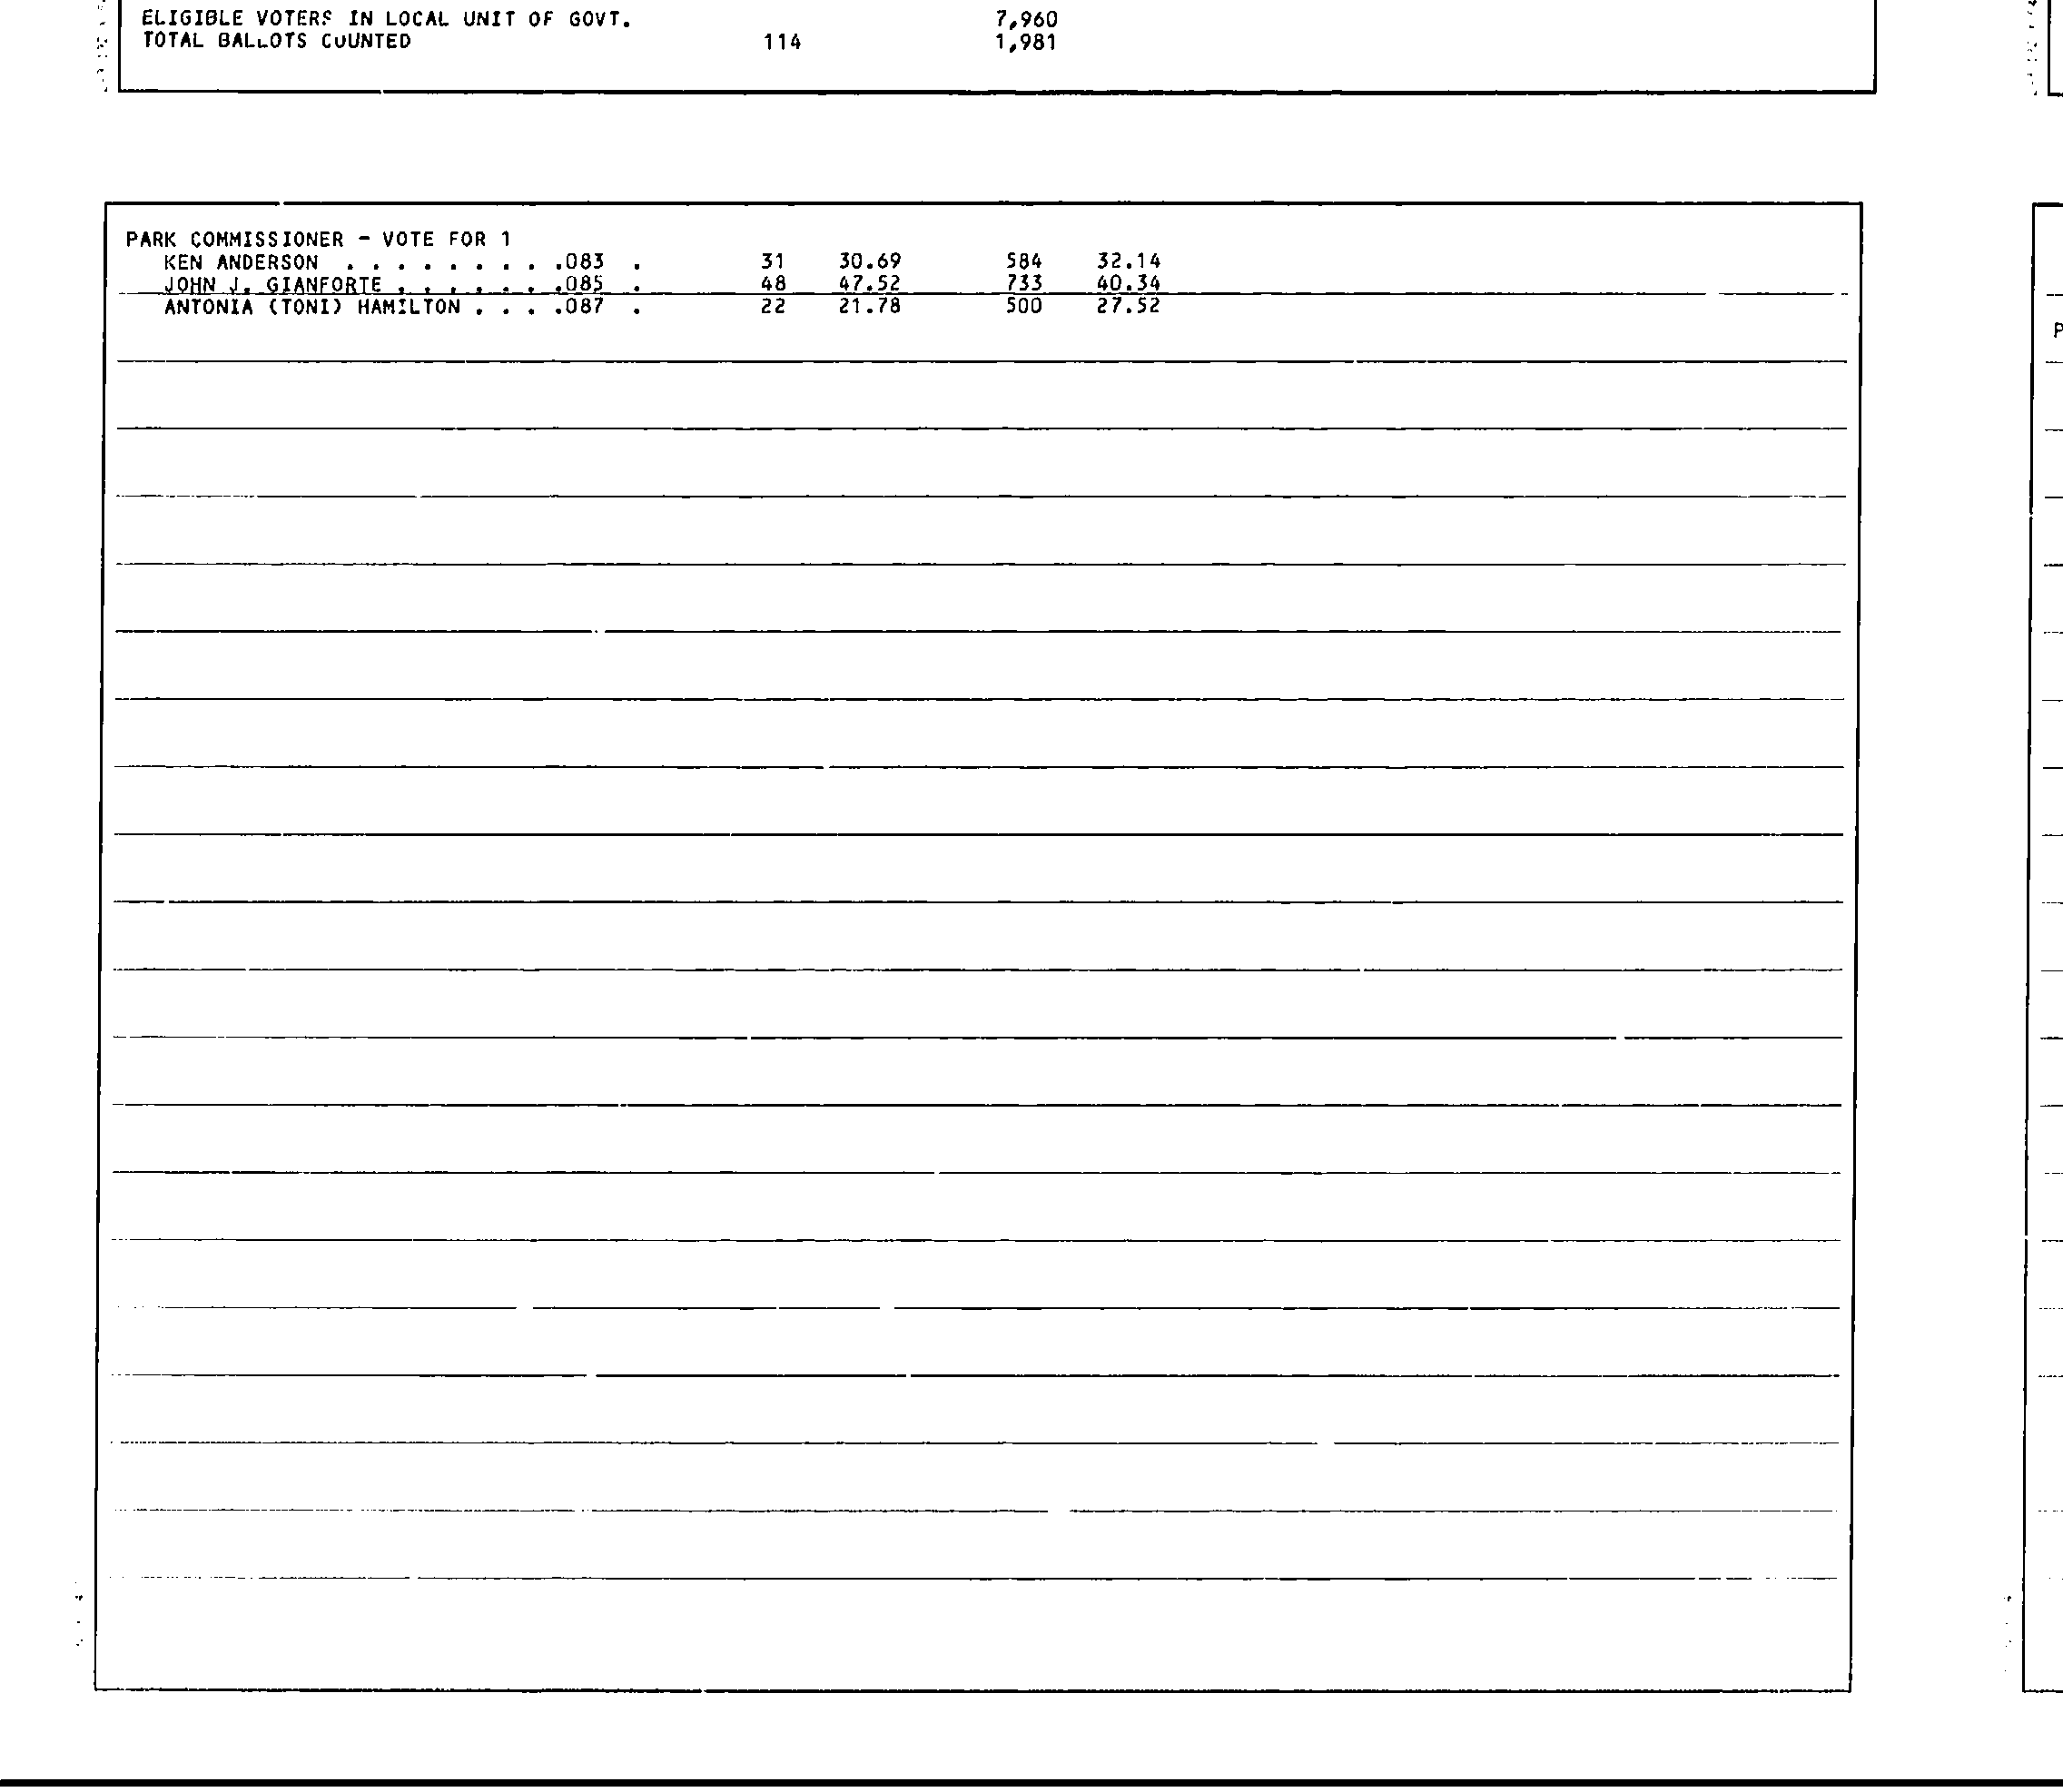 ELIGIBLE VOTERS IN LOCAL UNIT OF GOVT. 7,960
TOTAL BALLOTS COUNTED 114 1,981
PARK COMMISSIONER - VOTE FOR 1
KEN ANDERSON . . . . . . . . . .083 . 31 30.69 584 32.14
JOHN J. GIANFORTE . . . . . . .085 . 48 47.52 733 40.34
ANTONIA (TONI) HAMILTON . . . .087 . 22 21.78 500 27.52
P